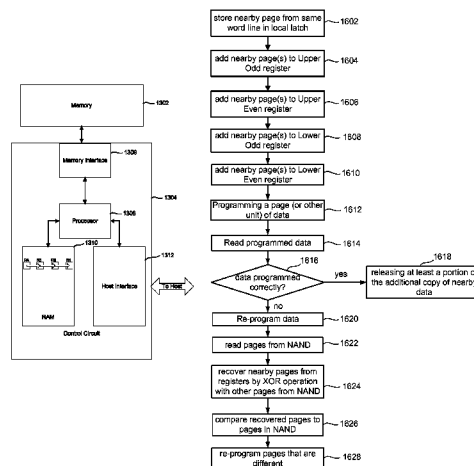 Memory
1302
Memory Interface
1308
1304
Processor
1306
1310
1312
RAM
Host Interface
Control Circuit
To Host
store nearby page from same
word line in local latch
1602
add nearby page(s) to Upper
Odd register
1604
add nearby page(s) to Upper
Even register
1606
add nearby page(s) to Lower
Odd register
1608
add nearby page(s) to Lower
Even register
1610
Programming a page (or other
unit) of data
1612
Read programmed data
1614
1616
data programmed
correctly?
yes
1618
releasing at least a portion of
the additional copy of nearby
data
no
Re-program data
1620
read pages from NAND
1622
recover nearby pages from
registers by XOR operation
with other pages from NAND
1624
compare recovered pages to
pages in NAND
1626
re-program pages that are
different
1628